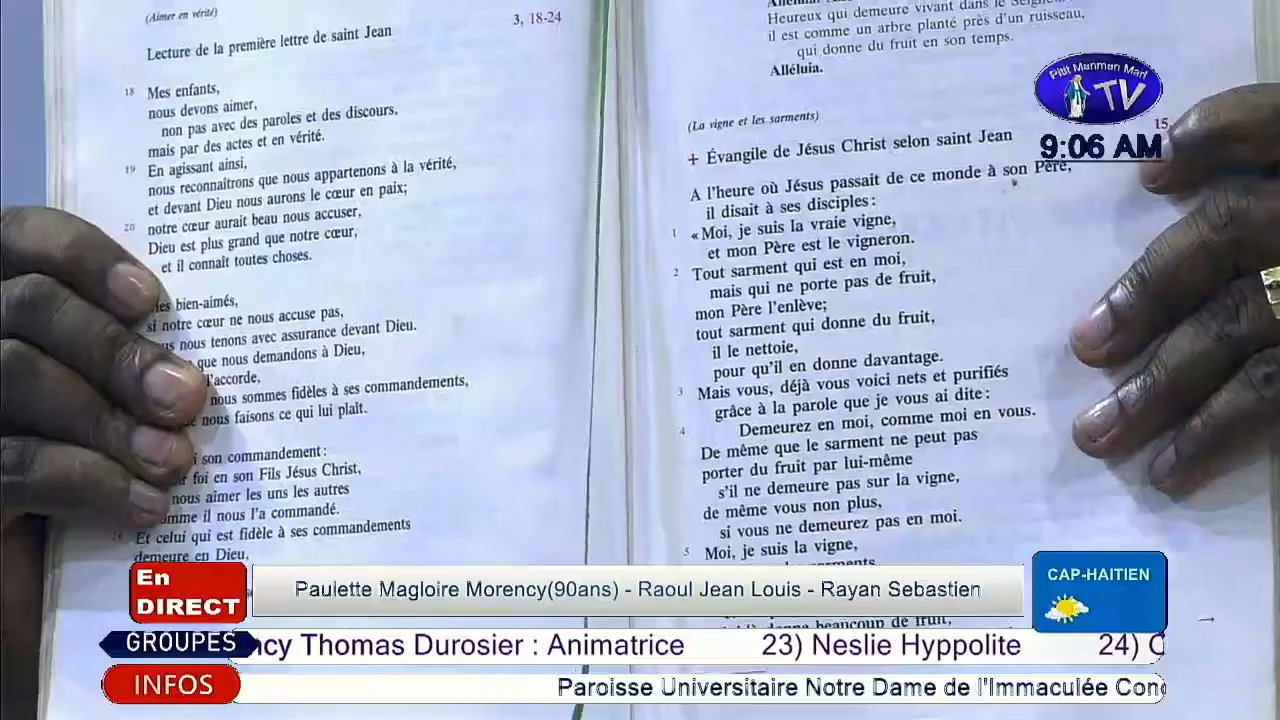 (Aimer en vérité)
3, 18-24
Lecture de la première lettre de saint Jean
18 Mes enfants,
nous devons aimer,
non pas avec des paroles et des discours,
mais par des actes et en vérité.
19 En agissant ainsi,
nous reconnaîtrons que nous appartenons à la vérité,
et devant Dieu nous aurons le cœur en paix;
20 notre cœur aurait beau nous accuser,
Dieu est plus grand que notre cœur,
et il connaît toutes choses.
bien-aimés,
si notre cœur ne nous accuse pas,
nous tenons avec assurance devant Dieu.
que nous demandons à Dieu,
l'accorde,
nous sommes fidèles à ses commandements,
nous faisons ce qui lui plaît.
son commandement:
foi en son Fils Jésus Christ,
nous aimer les uns les autres
comme il nous l'a commandé.
Et celui qui est fidèle à ses commandements
demeure en Dieu,
Heureux qui demeure vivant dans le
il est comme un arbre planté près d'un ruisseau,
qui donne du fruit en son temps.
Alléluia.
(La vigne et les sarments)
15,
+ Évangile de Jésus Christ selon saint Jean
A l'heure où Jésus passait de ce monde à son Père,
il disait à ses disciples:
1 «Moi, je suis la vraie vigne,
et mon Père est le vigneron.
2 Tout sarment qui est en moi,
mais qui ne porte pas de fruit,
mon Père l'enlève;
tout sarment qui donne du fruit,
il le nettoie,
pour qu'il en donne davantage.
3 Mais vous, déjà vous voici nets et purifiés
grâce à la parole que je vous ai dite:
4 Demeurez en moi, comme moi en vous.
De même que le sarment ne peut pas
porter du fruit par lui-même
s'il ne demeure pas sur la vigne,
de même vous non plus,
si vous ne demeurez pas en moi.
5 Moi, je suis la vigne,
beaucoup de fruit,
Ptit Manman Mari
TV
9:06 AM
En DIRECT
Paulette Magloire Morency(90ans) - Raoul Jean Louis - Rayan Sebastien
CAP-HAITIEN
GROUPES
ncy Thomas Durosier : Animatrice 23) Neslie Hyppolite 24)
INFOS
Paroisse Universitaire Notre Dame de l'Immaculée Conc